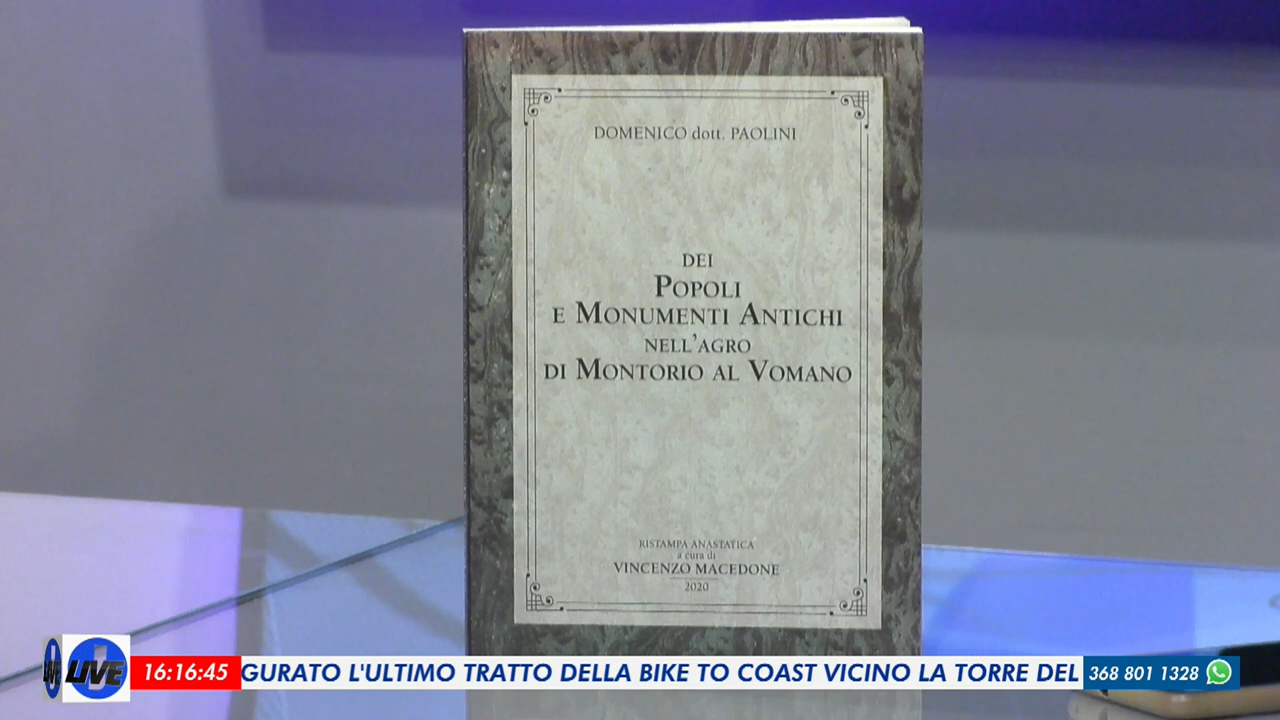 DOMENICO dott. PAOLINI
DEI
POPOLI
E MONUMENTI ANTICHI
NELL'AGRO
DI MONTORIO AL VOMANO
RISTAMPA ANASTATICA
a cura di
VINCENZO MACEDONE
2020
LIVE
16:16:45
GURATO L'ULTIMO TRATTO DELLA BIKE TO COAST VICINO LA TORRE DEL
368 801 1328